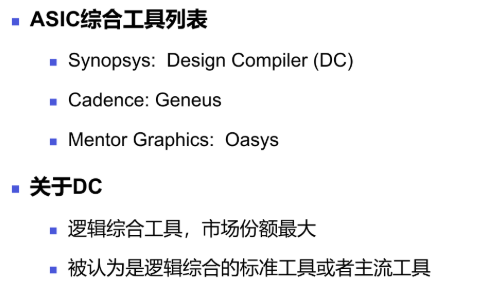 ASIC综合工具列表
Synopsys: Design Compiler (DC)
Cadence: Geneus
Mentor Graphics: Oasys
关于DC
逻辑综合工具，市场份额最大
被认为是逻辑综合的标准工具或者主流工具